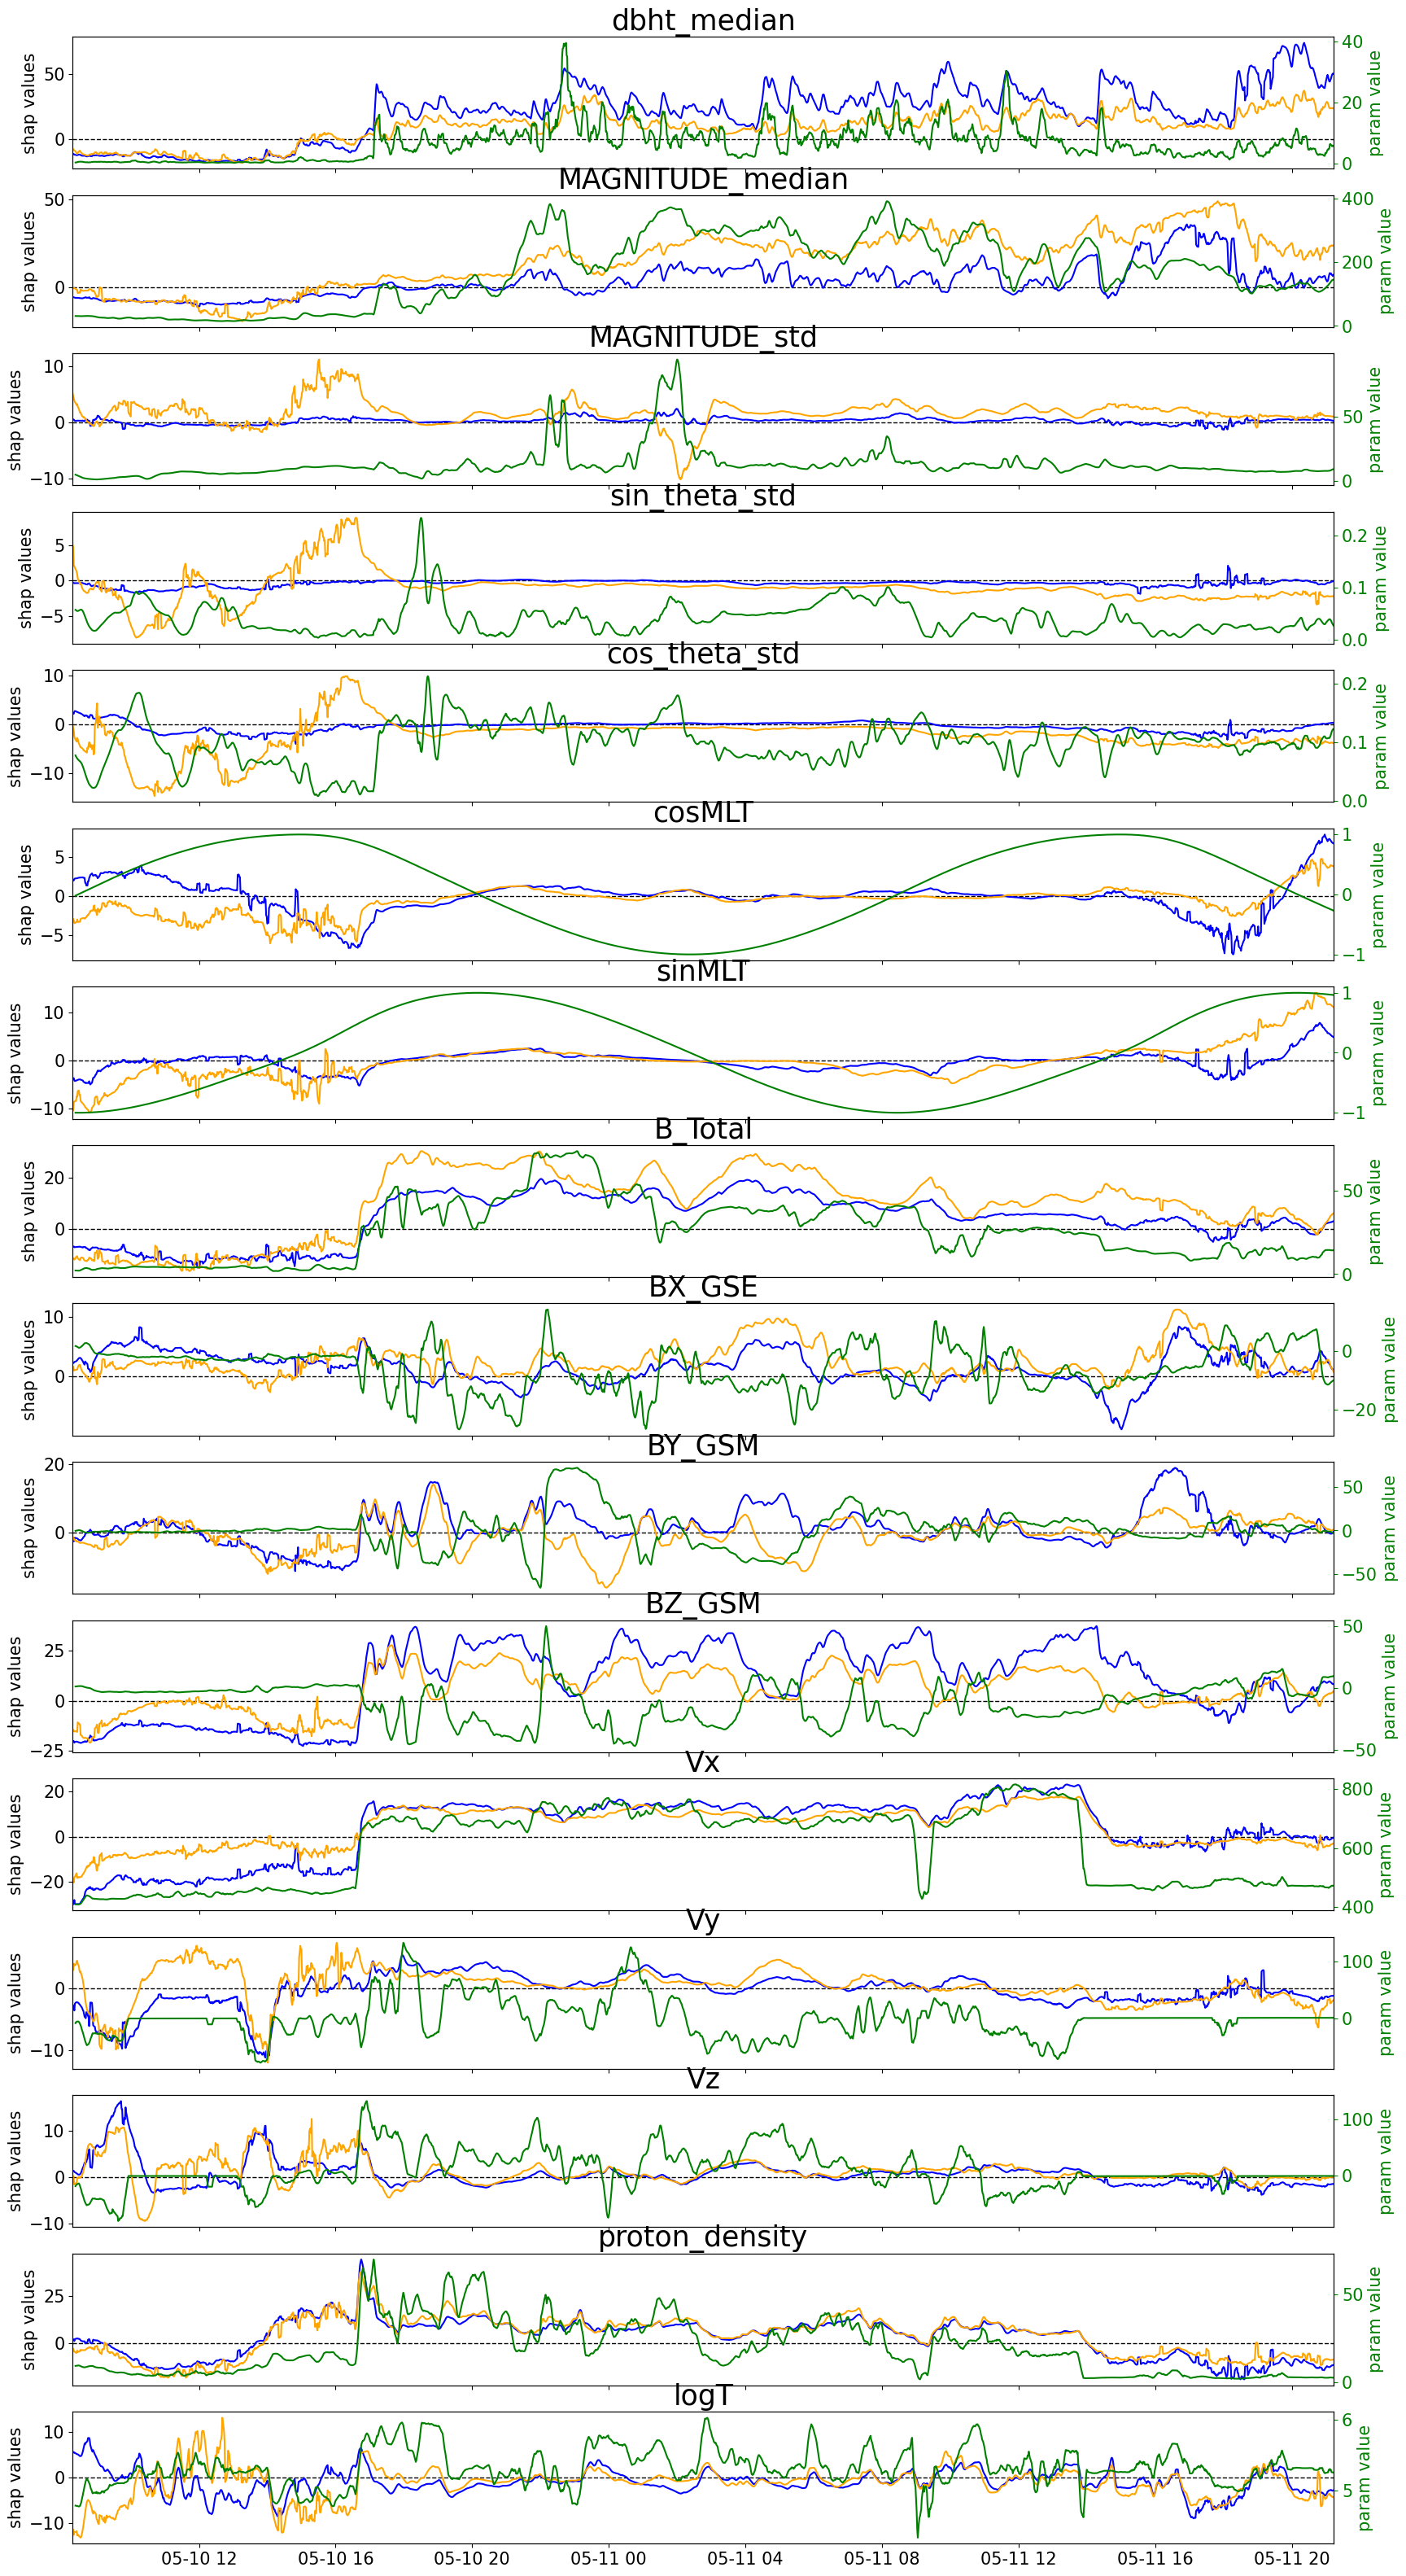 dbht_median
50
0
shap values
40
20
0
param value
MAGNITUDE_median
50
0
shap values
400
200
0
param value
MAGNITUDE_std
10
0
−10
shap values
50
0
param value
sin_theta_std
5
0
−5
shap values
0.2
0.1
0.0
param value
cos_theta_std
10
0
−10
shap values
0.2
0.1
0.0
param value
cosMLT
5
0
−5
shap values
1
0
−1
param value
sinMLT
10
0
−10
shap values
1
0
−1
param value
B_Total
20
0
shap values
50
0
param value
BX_GSE
10
0
shap values
0
−20
param value
BY_GSM
20
0
shap values
50
0
−50
param value
BZ_GSM
25
0
−25
shap values
50
0
−50
param value
Vx
20
0
−20
shap values
800
600
400
param value
Vy
0
−10
shap values
100
0
param value
Vz
10
0
−10
shap values
100
0
param value
proton_density
25
0
shap values
50
0
param value
logT
10
0
−10
shap values
6
5
param value
05-10 12
05-10 16
05-10 20
05-11 00
05-11 04
05-11 08
05-11 12
05-11 16
05-11 20